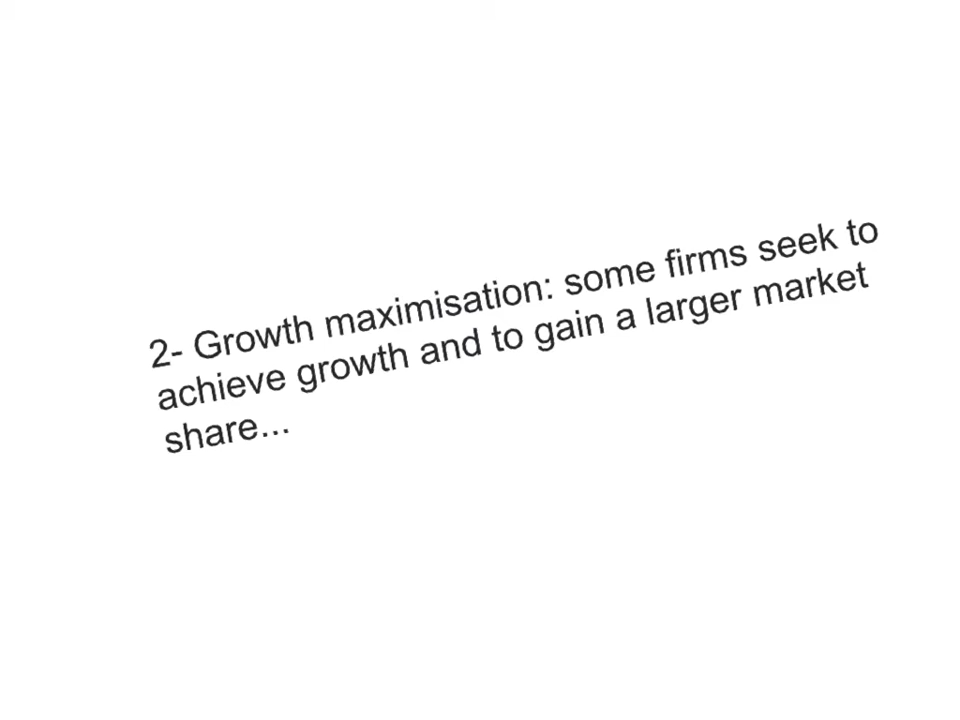 2- Growth maximisation: some firms seek to
achieve growth and to gain a larger market
share...